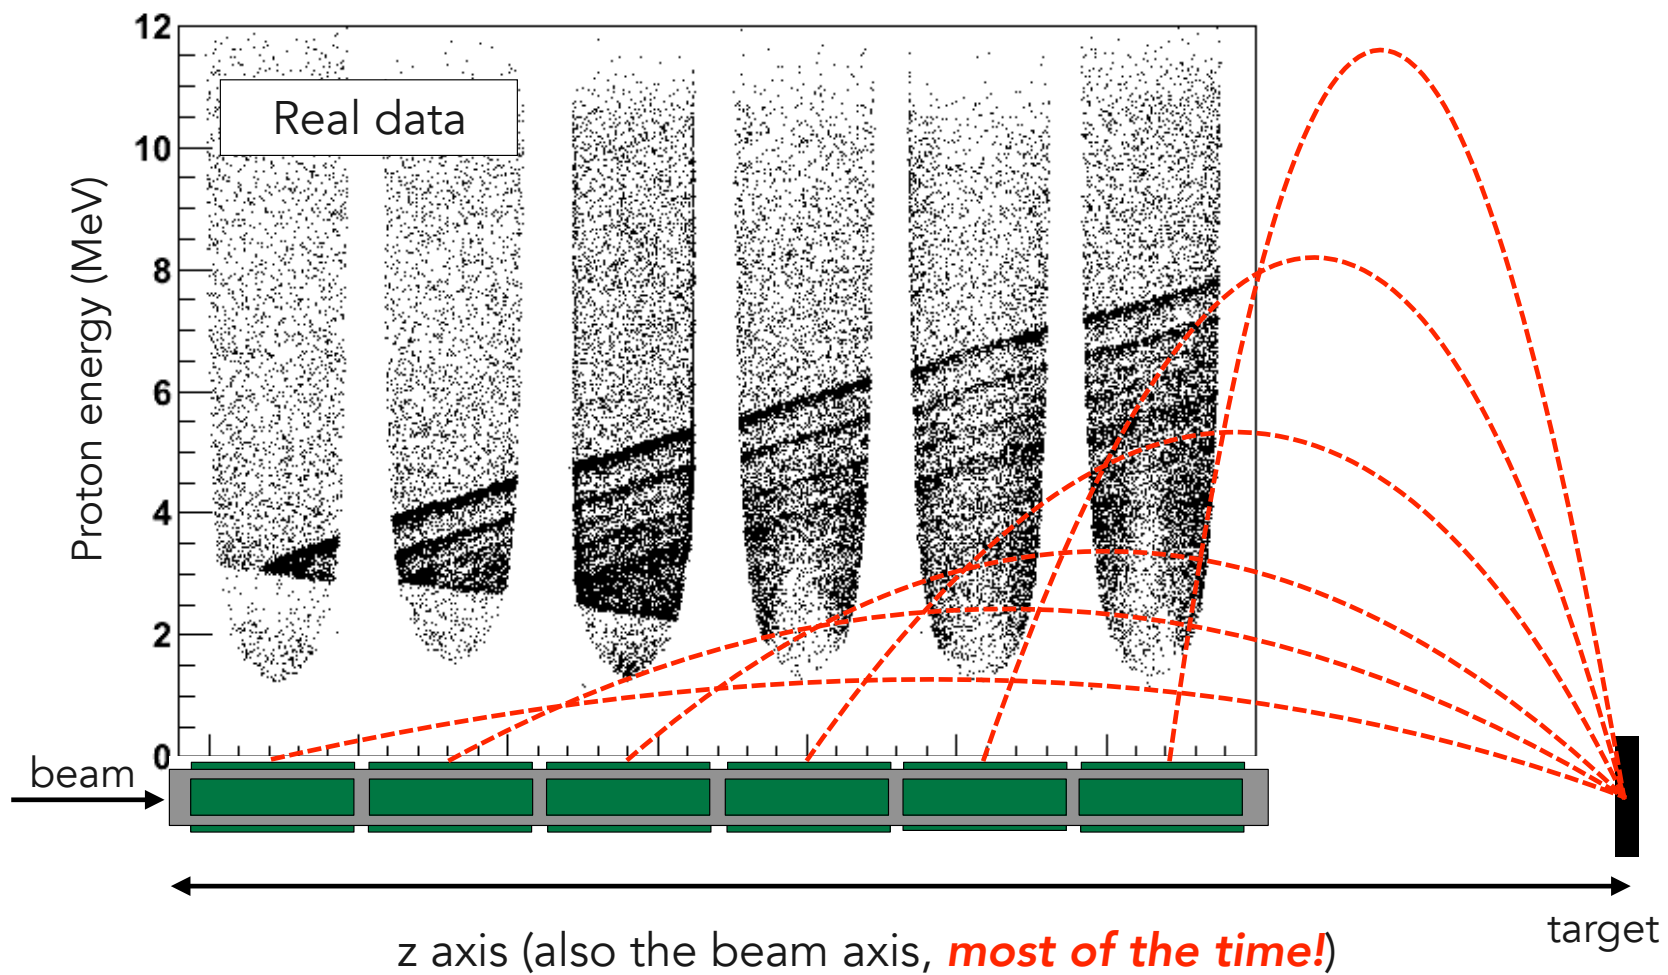 12
Real data
10
8
6
4
2
0
Proton energy (MeV)
beam
target
z axis (also the beam axis, most of the time!)